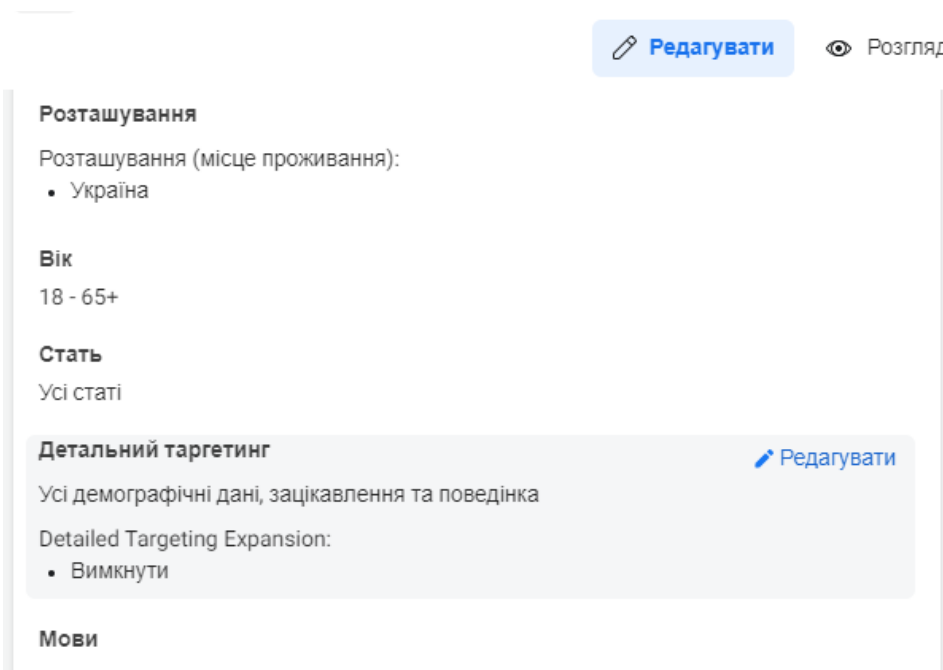 Редагувати
Розташування
Розташування (місце проживання):
• Україна
Вік
18 - 65+
Стать
Усі статі
Детальний таргетинг
Редагувати
Усі демографічні дані, зацікавлення та поведінка
Detailed Targeting Expansion:
• Вимкнути
Мови